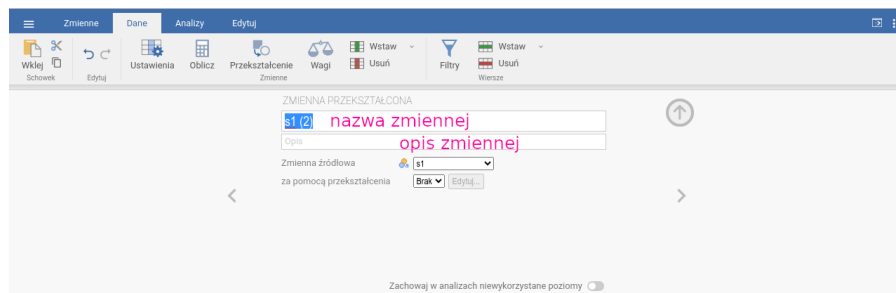 Zmienne Dane Analizy Edytuj
Wklej Ustawienia Oblicz Przekształcenie Wagi Wstaw Usuń Filtry Wstaw Usuń
Schowek Edytuj Zmienne Wiersze
ZMIENNA PRZEKSZTAŁCONA
s1 (2) nazwa zmiennej
Opis opis zmiennej
Zmienna źródłowa s1
za pomocą przekształcenia Brak Edytuj...
Zachowaj w analizach niewykorzystane poziomy